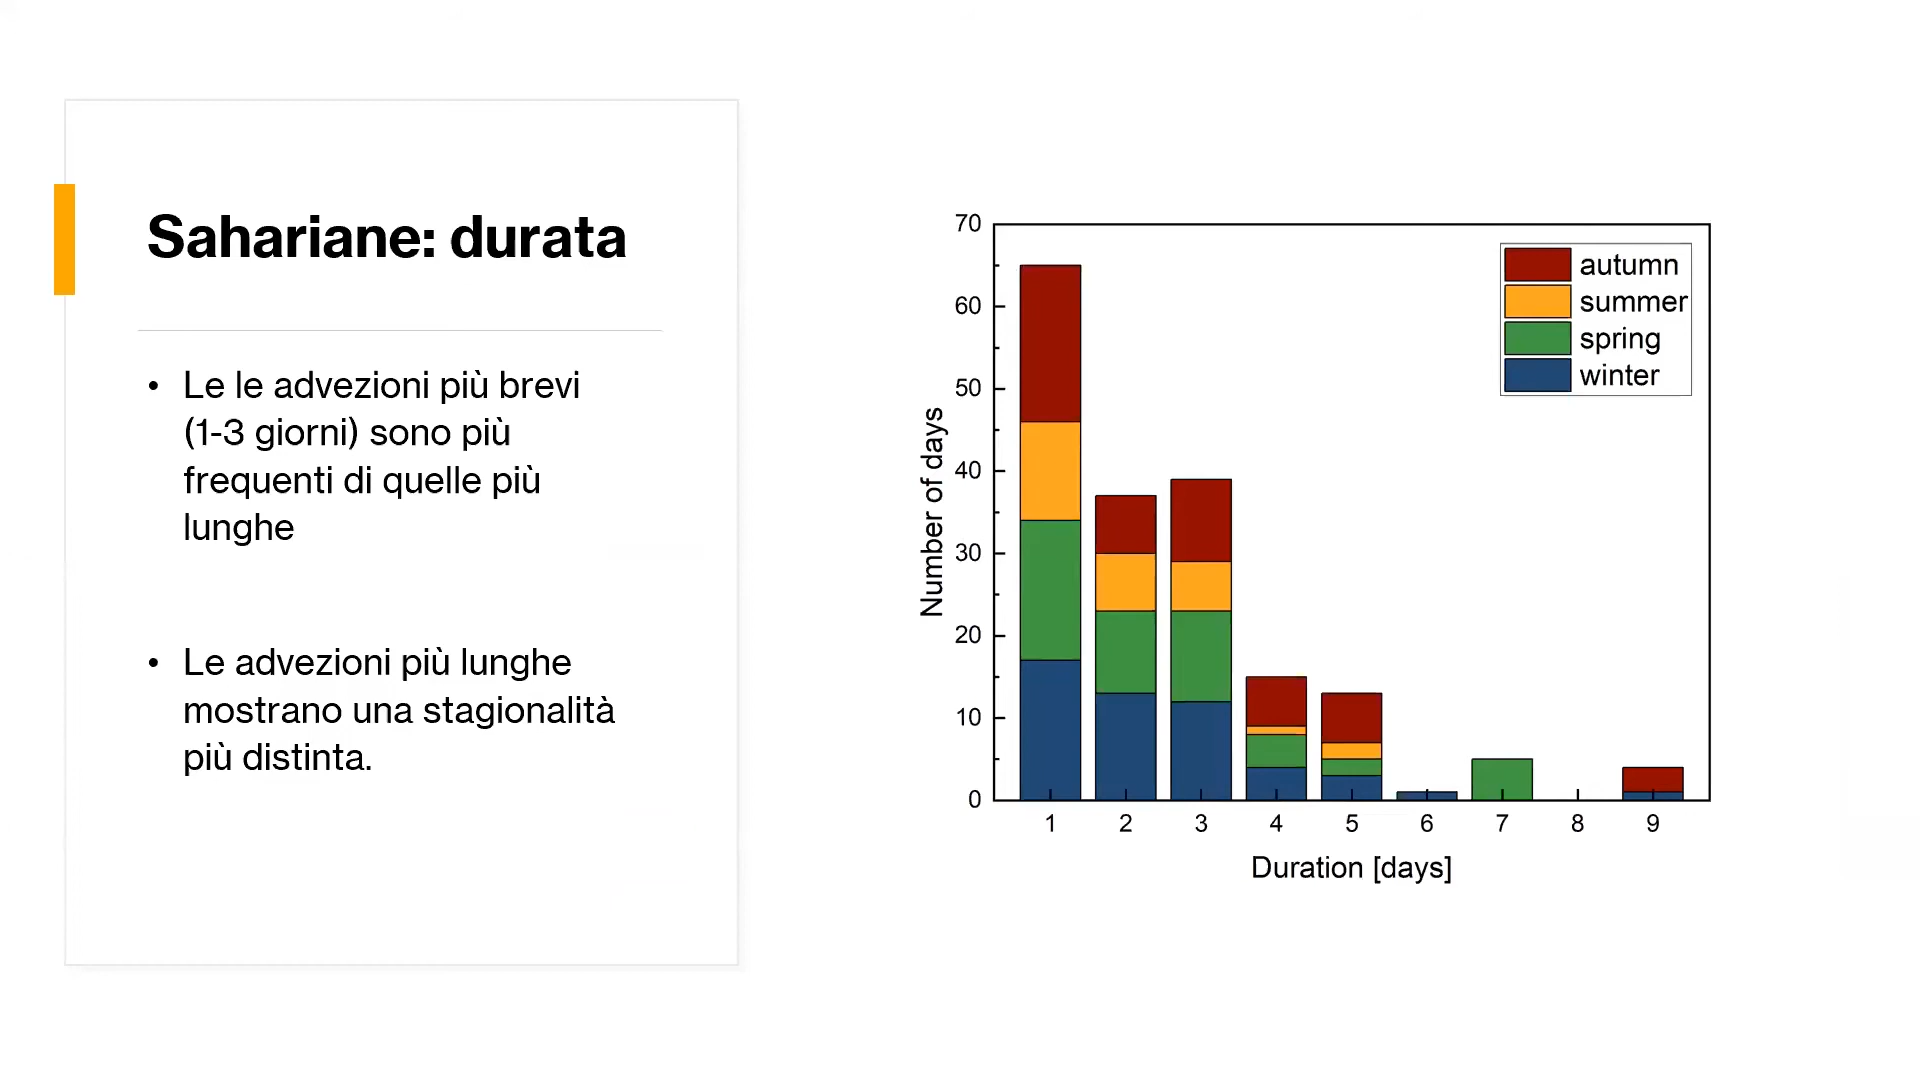 Sahariane: durata
• Le le advezioni più brevi
(1-3 giorni) sono più
frequenti di quelle più
lunghe
• Le advezioni più lunghe
mostrano una stagionalità
più distinta.
70
60
50
40
30
20
10
0
Number of days
autumn
summer
spring
winter
1 2 3 4 5 6 7 8 9
Duration [days]